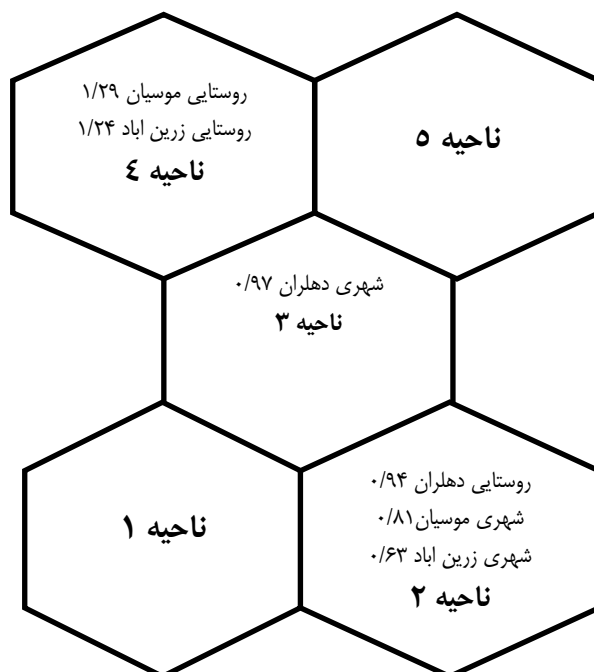 روستایی موسیان ۱/۲۹
روستایی زرین اباد ۱/۲۴
ناحیه ٤
ناحیه ٥
شهری دهلران ۰/۹۷
ناحیه ۳
ناحیه ۱
روستایی دهلران ۰/۹۴
شهری موسیان۰/۸۱
شهری زرین اباد ۰/۶۳
ناحیه ۲